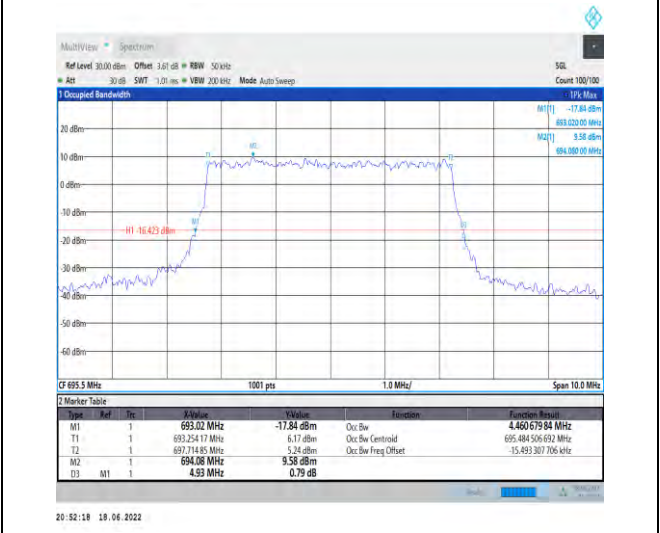 MultiView Spectrum
Ref Level 30.00 dBm Offset 3.61 dB RBW 50 kHz SGL
Att 30 dB SWT 1.01 ms VBW 200 kHz Mode Auto Sweep Count 100/100
1 Occupied Bandwidth 1Pk Max
M1[1] -17.84 dBm
693.020 00 MHz
M2[1] 9.58 dBm
694.080 00 MHz
20 dBm
10 dBm
0 dBm
-10 dBm
-20 dBm
-30 dBm
-40 dBm
-50 dBm
-60 dBm
T1
M2
T2
M1
D3
H1 -16.423 dBm
CF 695.5 MHz 1001 pts 1.0 MHz/ Span 10.0 MHz
2 Marker Table
Type Ref Trc X-Value Y-Value Function Function Result
M1 1 693.02 MHz -17.84 dBm Occ Bw 4.460 679 84 MHz
T1 1 693.254 17 MHz 6.17 dBm Occ Bw Centroid 695.484 506 692 MHz
T2 1 697.714 85 MHz 5.24 dBm Occ Bw Freq Offset -15.493 307 706 kHz
M2 1 694.08 MHz 9.58 dBm
D3 M1 1 4.93 MHz 0.79 dB
20:52:18 18.06.2022